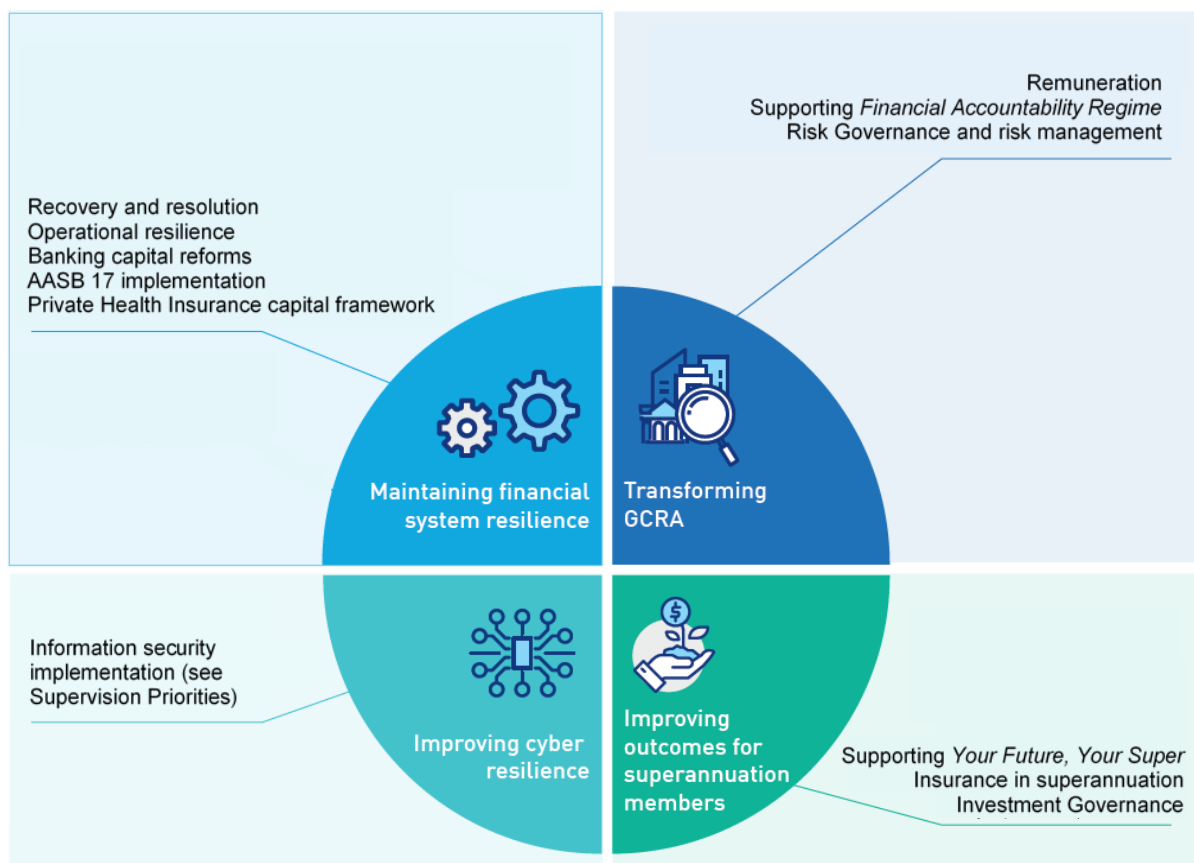 Remuneration
Supporting Financial Accountability Regime
Risk Governance and risk management
Recovery and resolution
Operational resilience
Banking capital reforms
AASB 17 implementation
Private Health Insurance capital framework
Maintaining financial
system resilience
Transforming
GCRA
Information security
implementation (see
Supervision Priorities)
Improving cyber
resilience
$
Improving
outcomes for
superannuation
members
Supporting Your Future, Your Super
Insurance in superannuation
Investment Governance